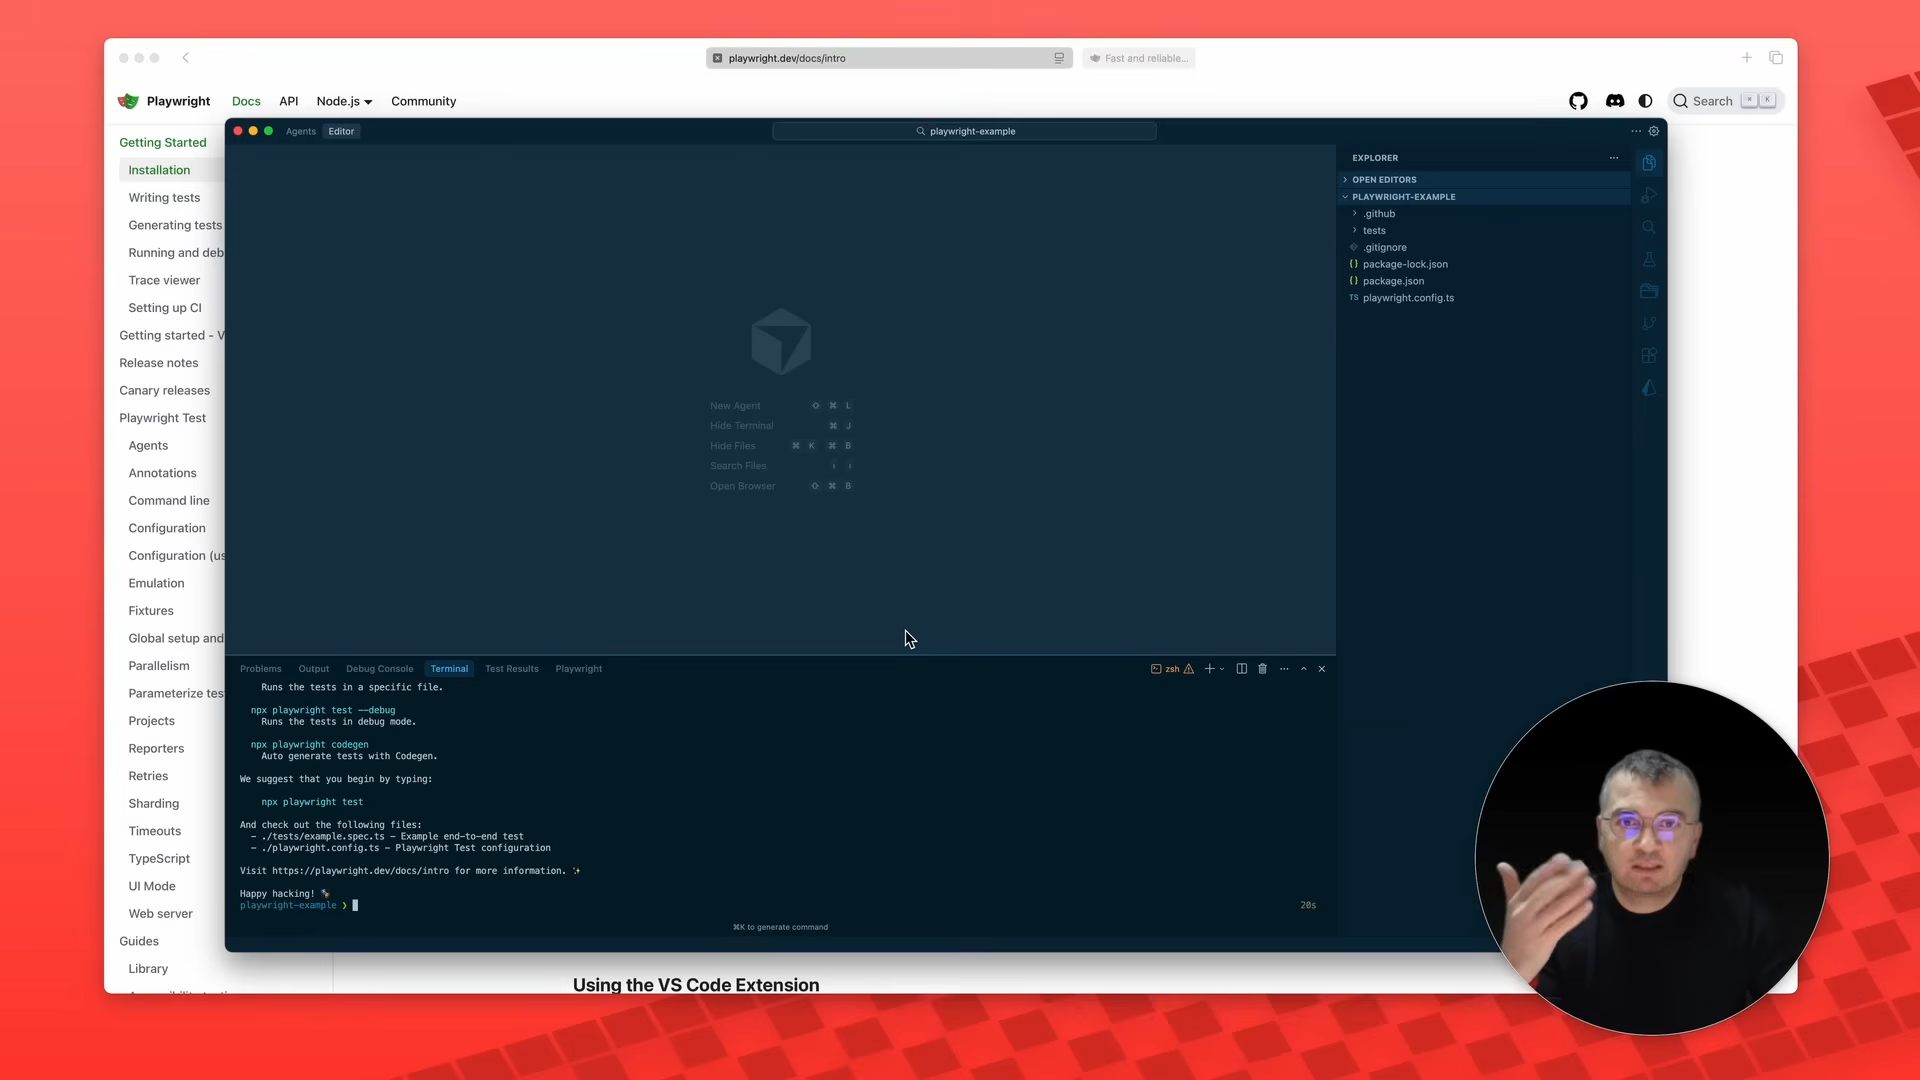 playwright.dev/docs/intro
Fast and reliable...
Playwright
Docs
API
Node.js
Community
Search
K
Getting Started
Installation
Writing tests
Generating tests
Running and deb
Trace viewer
Setting up CI
Getting started - V
Release notes
Canary releases
Playwright Test
Agents
Annotations
Command line
Configuration
Configuration (us
Emulation
Fixtures
Global setup and
Parallelism
Parameterize tes
Projects
Reporters
Retries
Sharding
Timeouts
TypeScript
UI Mode
Web server
Guides
Library
Agents
Editor
playwright-example
New Agent ⇧ ⌘ L
Hide Terminal ⌘ J
Hide Files ⌘ K ⌘ B
Search Files
Open Browser ⇧ ⌘ B
EXPLORER
OPEN EDITORS
PLAYWRIGHT-EXAMPLE
.github
tests
.gitignore
{} package-lock.json
{} package.json
TS playwright.config.ts
Problems
Output
Debug Console
Terminal
Test Results
Playwright
zsh
Runs the tests in a specific file.
npx playwright test --debug
Runs the tests in debug mode.
npx playwright codegen
Auto generate tests with Codegen.
We suggest that you begin by typing:
npx playwright test
And check out the following files:
- ./tests/example.spec.ts - Example end-to-end test
- ./playwright.config.ts - Playwright Test configuration
Visit https://playwright.dev/docs/intro for more information. ✨
Happy hacking! 🎭
playwright-example ❯
20s
⌘K to generate command
Using the VS Code Extension